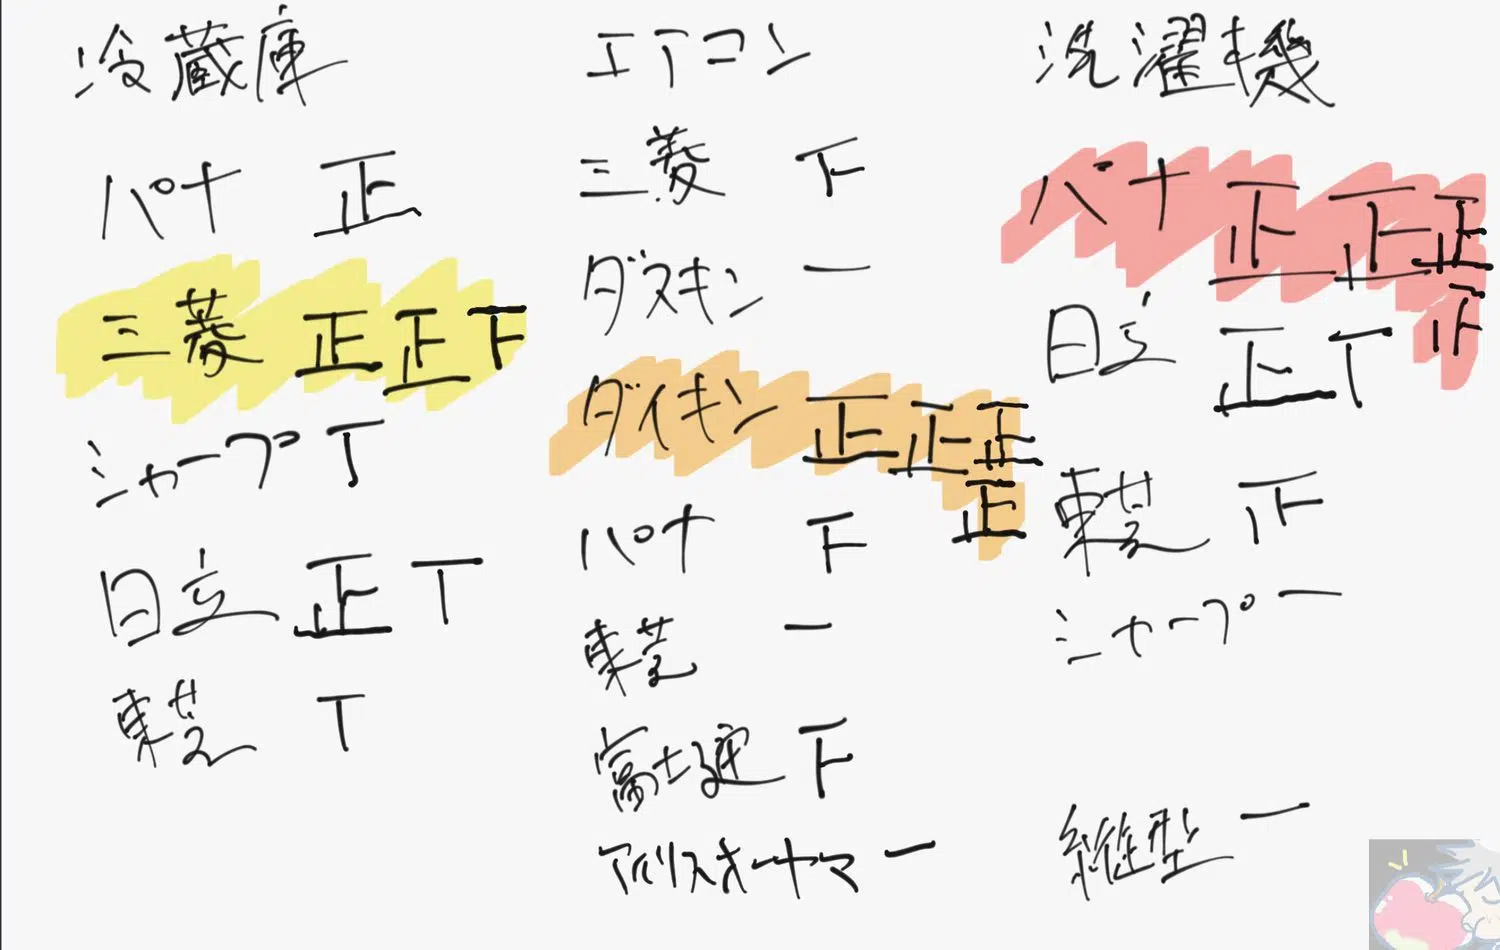 冷蔵庫
パナ 正
三菱 正正下
シャープ T
日立 正T
東芝 T
エアコン
三菱 下
ダスキン 一
ダイキン 正正正正
パナ 下
東芝 一
富士通 下
アイリスオーヤマ 一
洗濯機
パナ 正正正
日立 正T
東芝
シャープ 一
縦型 一